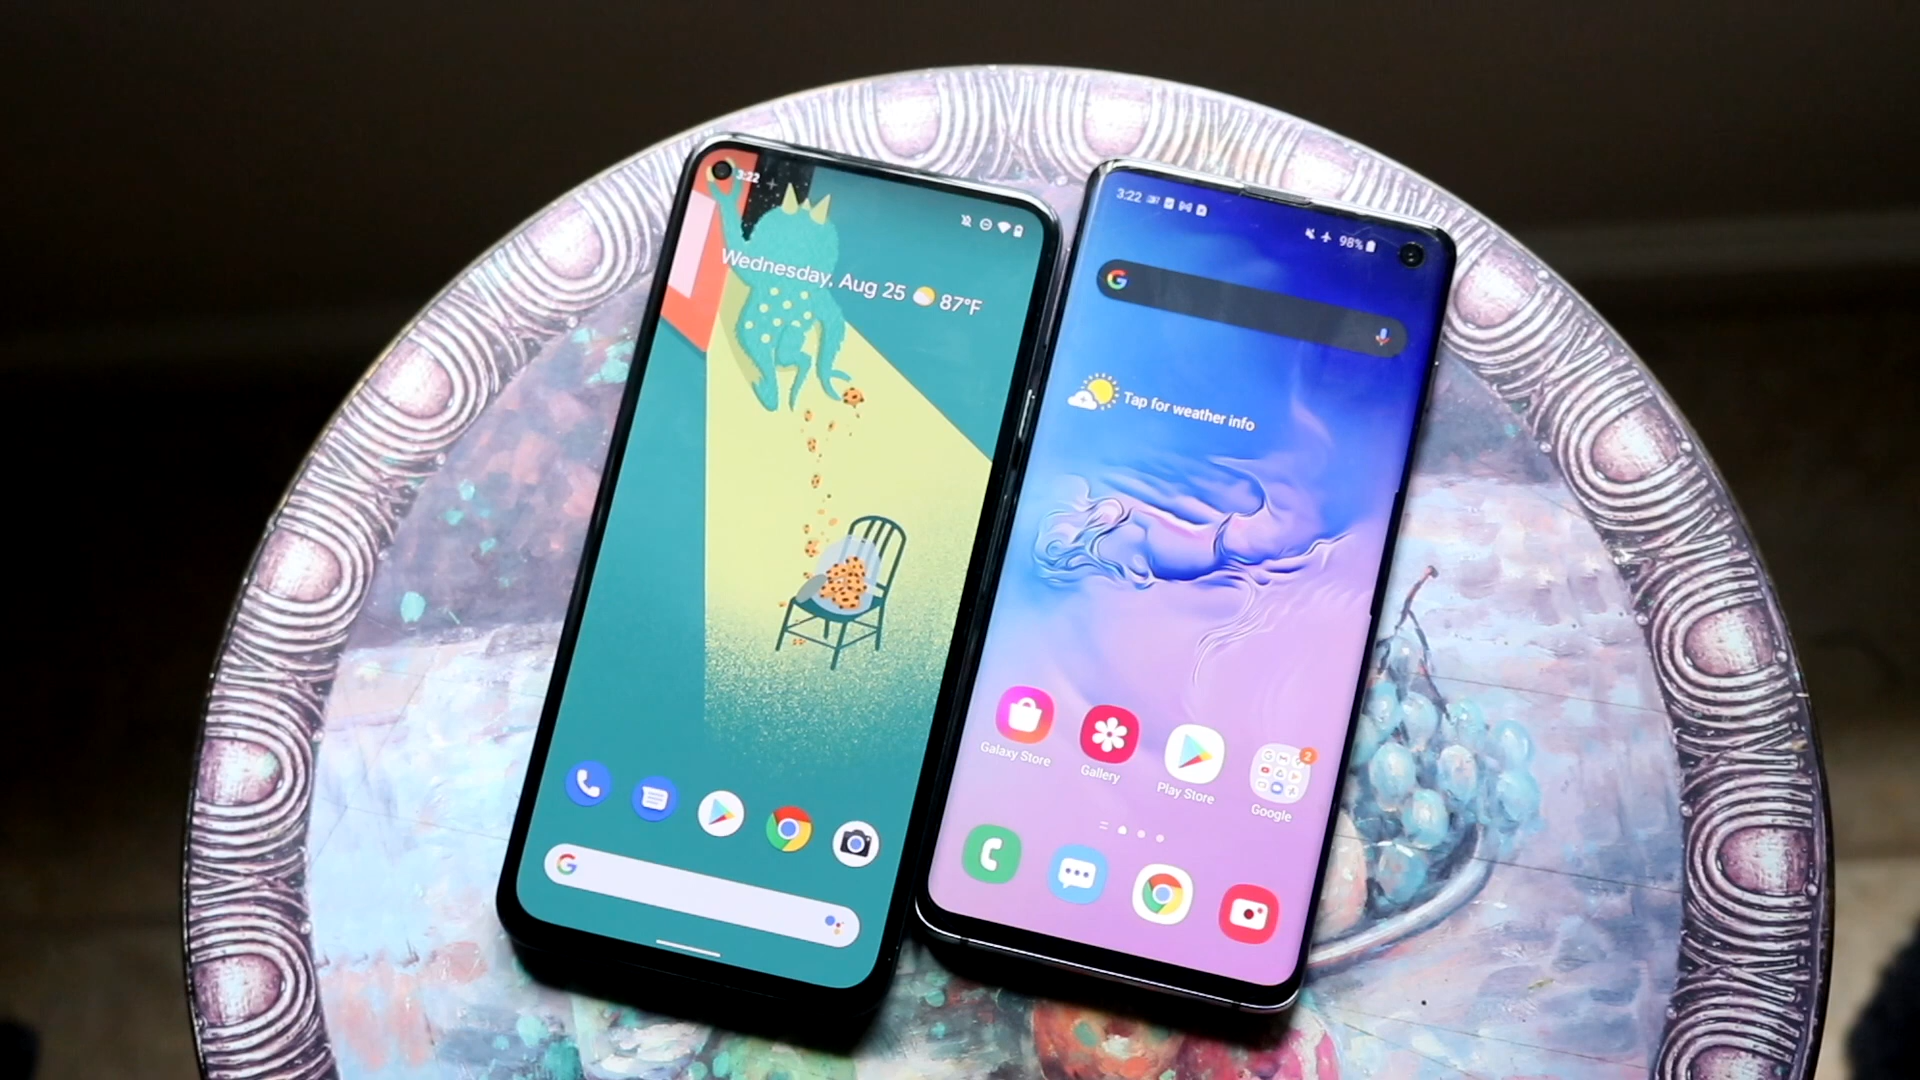 3:22
Wednesday, Aug 25 87°F
3:22
98%
Tap for weather info
Galaxy Store
Gallery
Play Store
2
Google